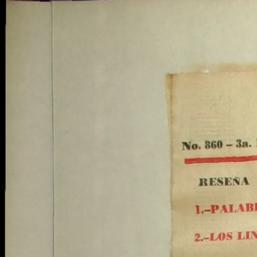 No. 860 – 3a.
RESEÑA
1.–PALAB
2.–LOS LIN